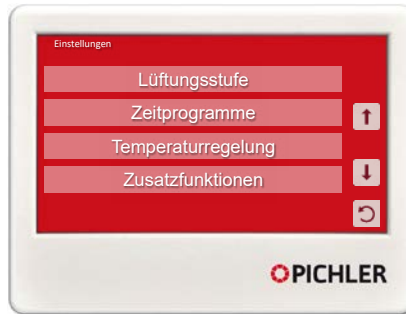 Einstellungen
Lüftungsstufe
Zeitprogramme
Temperaturregelung
Zusatzfunktionen
PICHLER